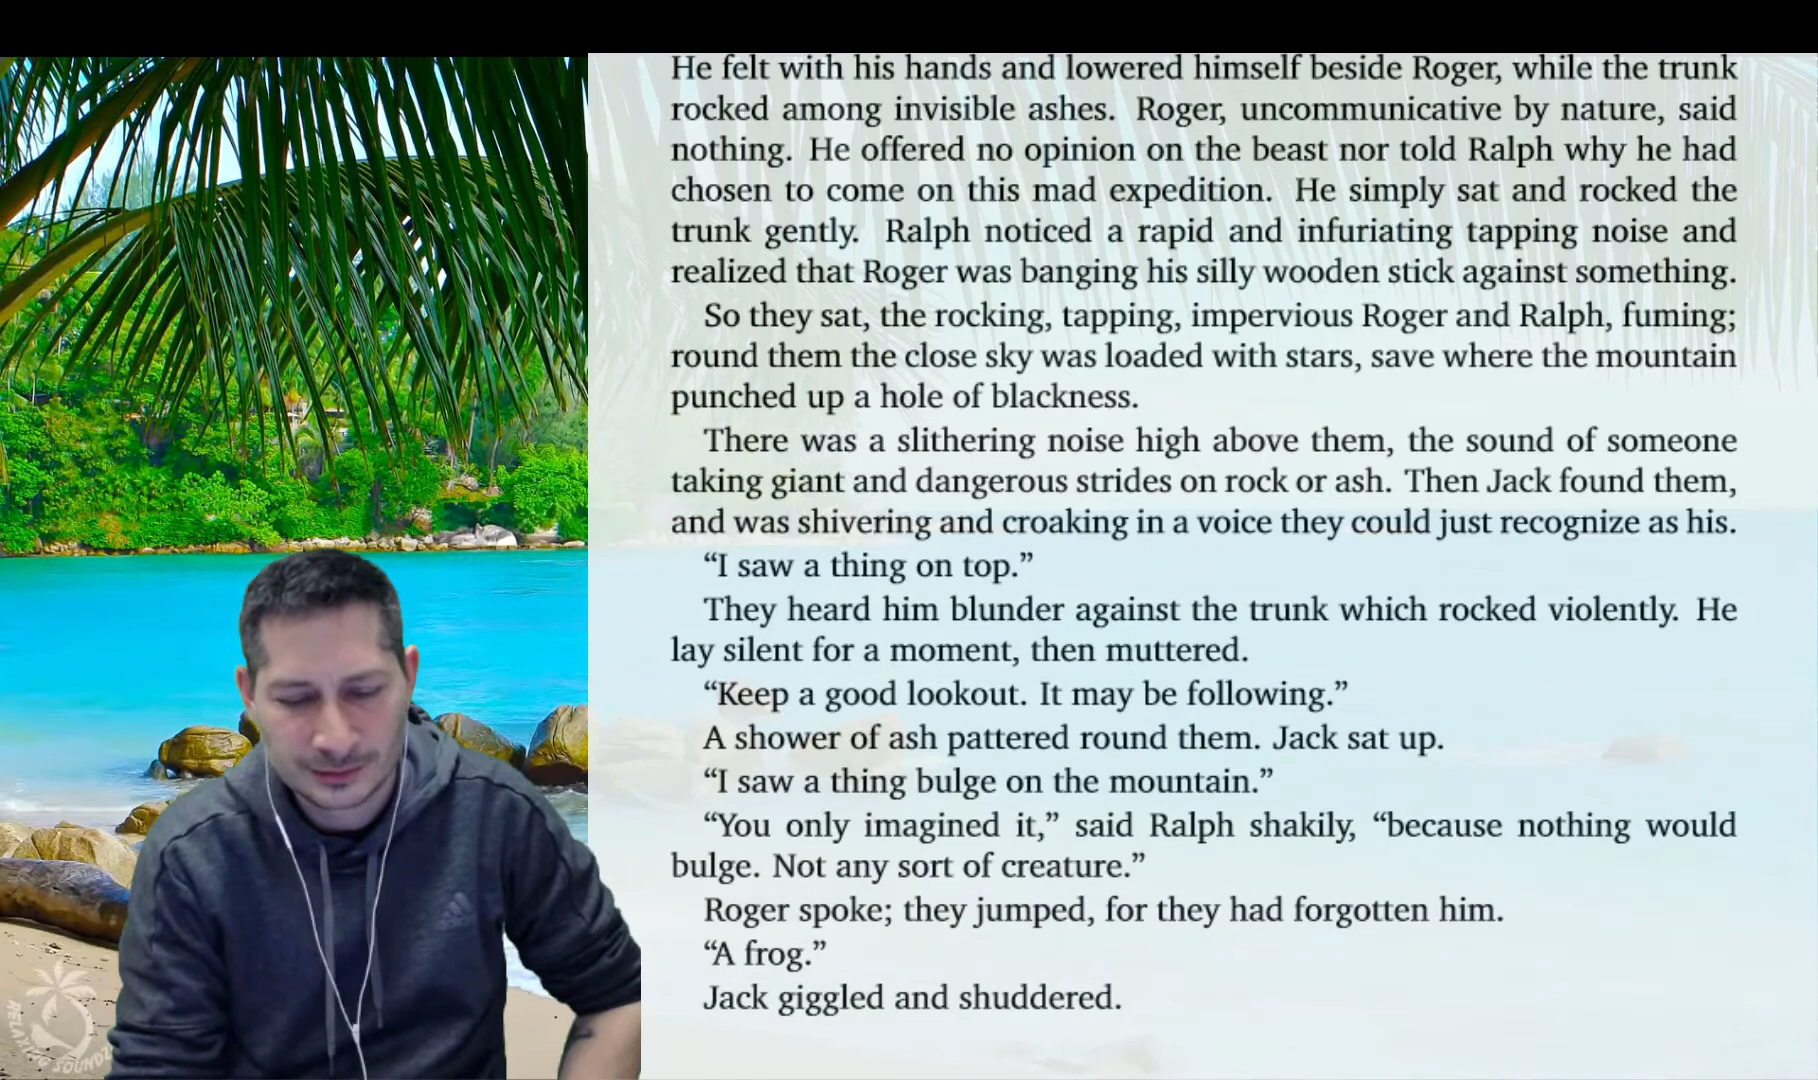 He felt with his hands and lowered himself beside Roger, while the trunk
rocked among invisible ashes. Roger, uncommunicative by nature, said
nothing. He offered no opinion on the beast nor told Ralph why he had
chosen to come on this mad expedition. He simply sat and rocked the
trunk gently. Ralph noticed a rapid and infuriating tapping noise and
realized that Roger was banging his silly wooden stick against something.
So they sat, the rocking, tapping, impervious Roger and Ralph, fuming;
round them the close sky was loaded with stars, save where the mountain
punched up a hole of blackness.
There was a slithering noise high above them, the sound of someone
taking giant and dangerous strides on rock or ash. Then Jack found them,
and was shivering and croaking in a voice they could just recognize as his.
“I saw a thing on top.”
They heard him blunder against the trunk which rocked violently. He
lay silent for a moment, then muttered.
“Keep a good lookout. It may be following.”
A shower of ash pattered round them. Jack sat up.
“I saw a thing bulge on the mountain.”
“You only imagined it,” said Ralph shakily, “because nothing would
bulge. Not any sort of creature.”
Roger spoke; they jumped, for they had forgotten him.
“A frog.”
Jack giggled and shuddered.
RELAXING SOUNDZ